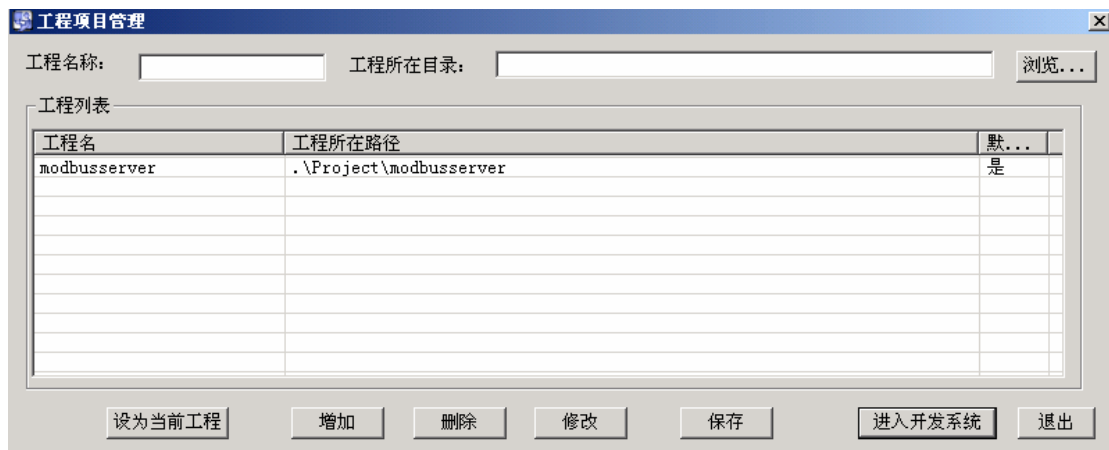 工程项目管理
工程名称: 工程所在目录: 浏览...
工程列表
工程名 工程所在路径 默...
modbusserver .\Project\modbusserver 是
设为当前工程 增加 删除 修改 保存 进入开发系统 退出